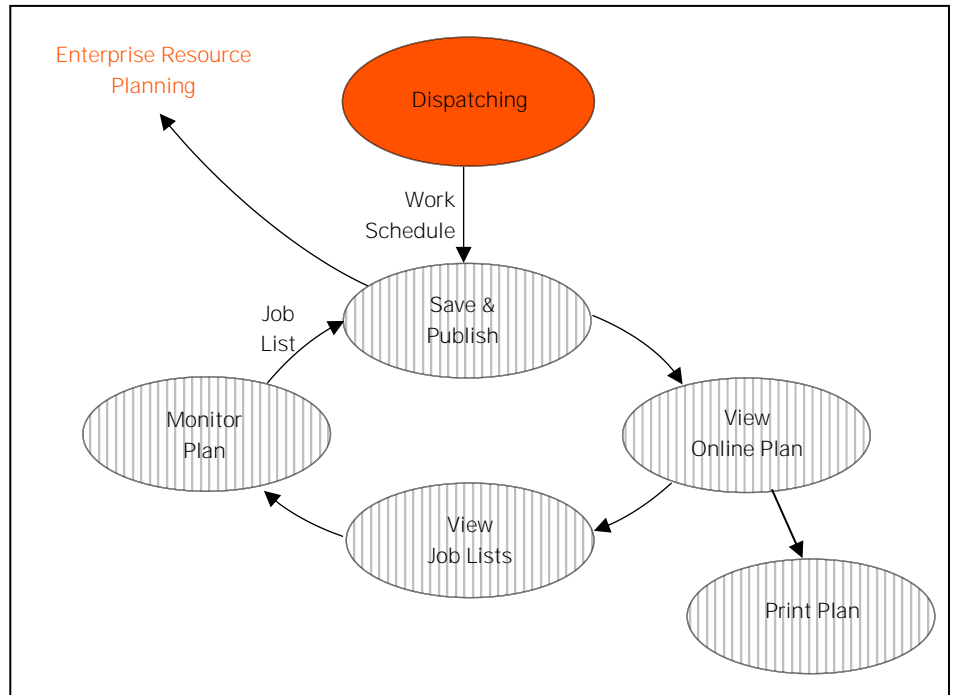 Enterprise Resource
Planning
Dispatching
Work
Schedule
Save &
Publish
Job
List
Monitor
Plan
View
Online Plan
View
Job Lists
Print Plan